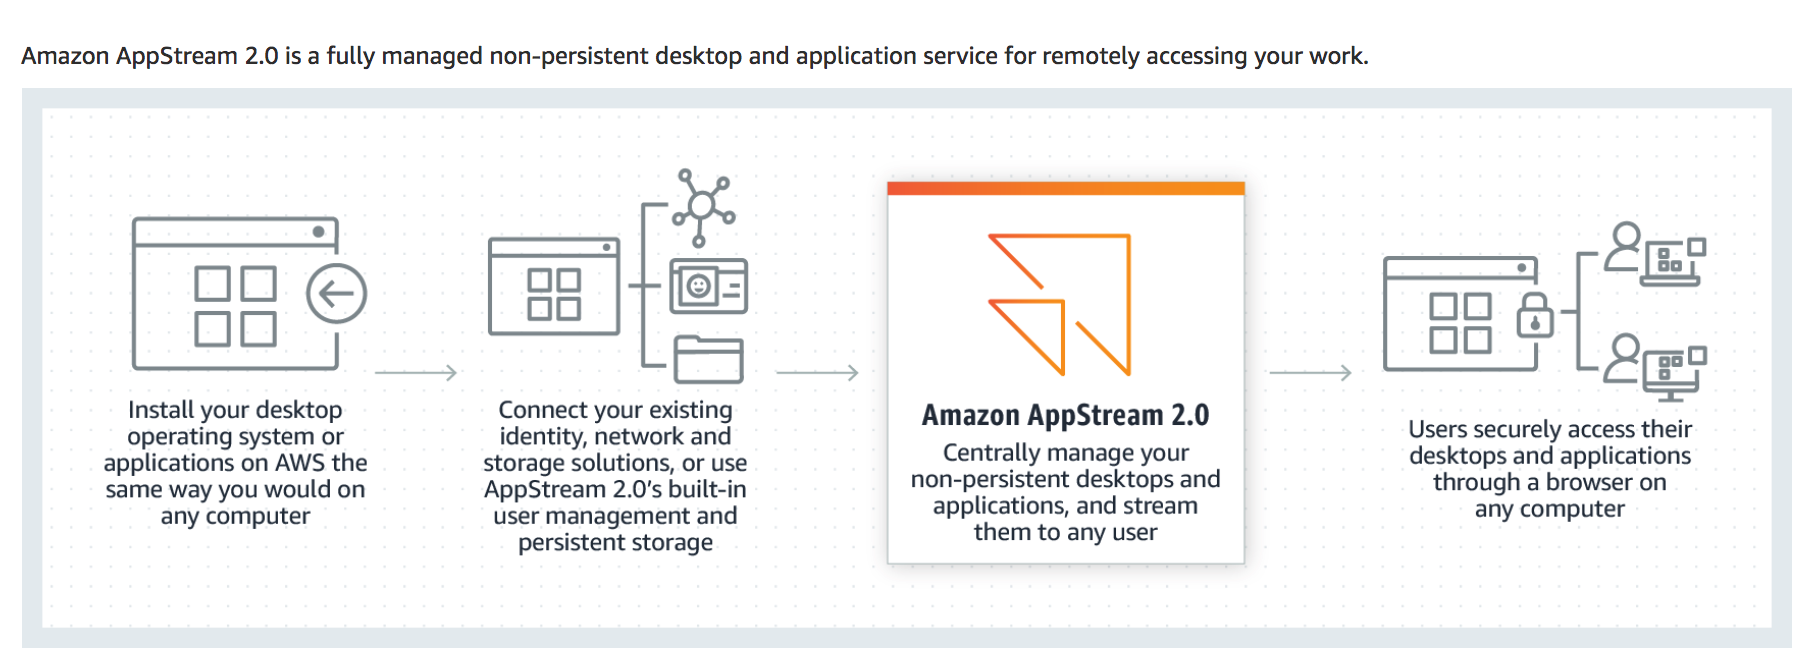 Amazon AppStream 2.0 is a fully managed non-persistent desktop and application service for remotely accessing your work.
Install your desktop
operating system or
applications on AWS the
same way you would on
any computer
Connect your existing
identity, network and
storage solutions, or use
AppStream 2.0’s built-in
user management and
persistent storage
Amazon AppStream 2.0
Centrally manage your
non-persistent desktops and
applications, and stream
them to any user
Users securely access their
desktops and applications
through a browser on
any computer